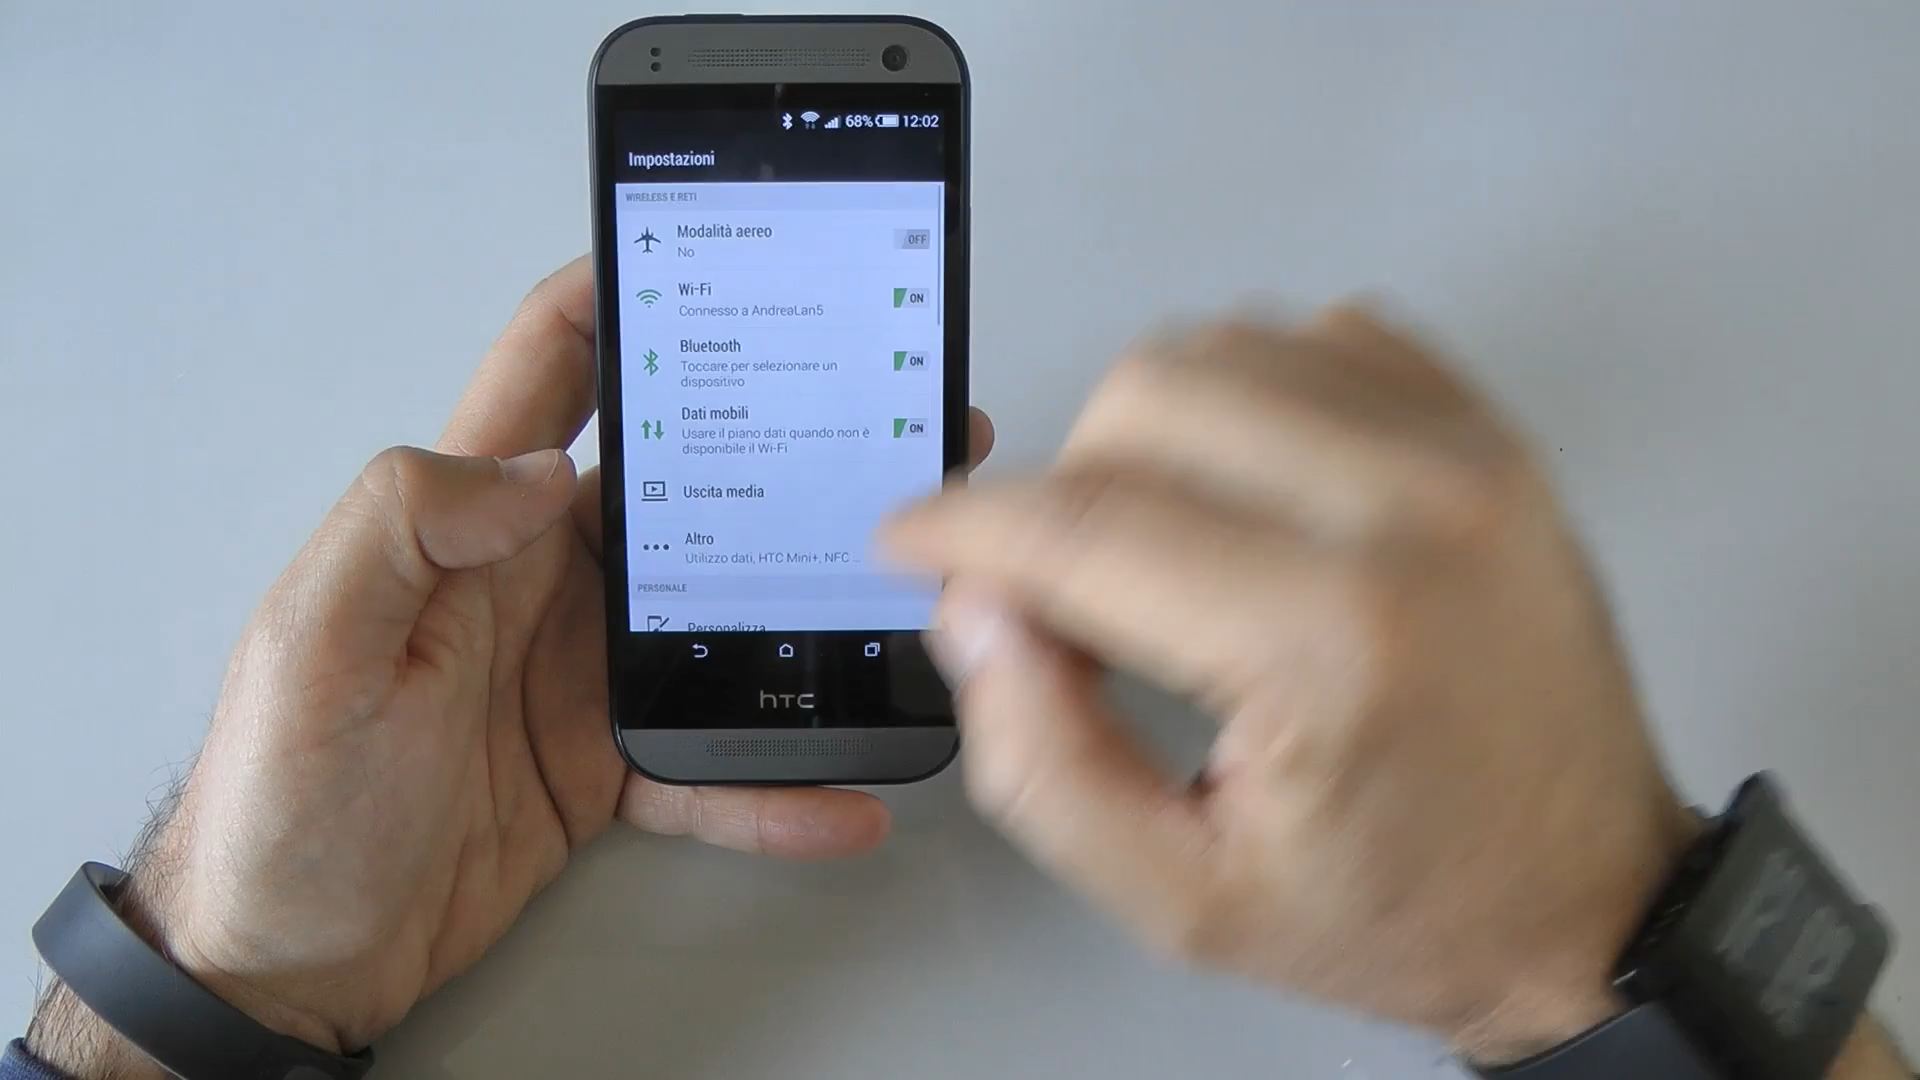 68% 12:02
Impostazioni
WIRELESS E RETI
Modalità aereo
No
OFF
Wi-Fi
Connesso a AndreaLan5
ON
Bluetooth
Toccare per selezionare un
dispositivo
ON
Dati mobili
Usare il piano dati quando non è
disponibile il Wi-Fi
ON
Uscita media
Altro
Utilizzo dati, HTC Mini+, NFC ...
PERSONALE
Personalizza
hTC